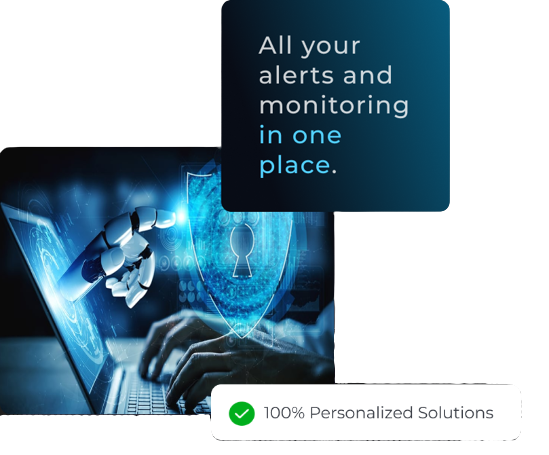 All your
alerts and
monitoring
in one
place.
100% Personalized Solutions